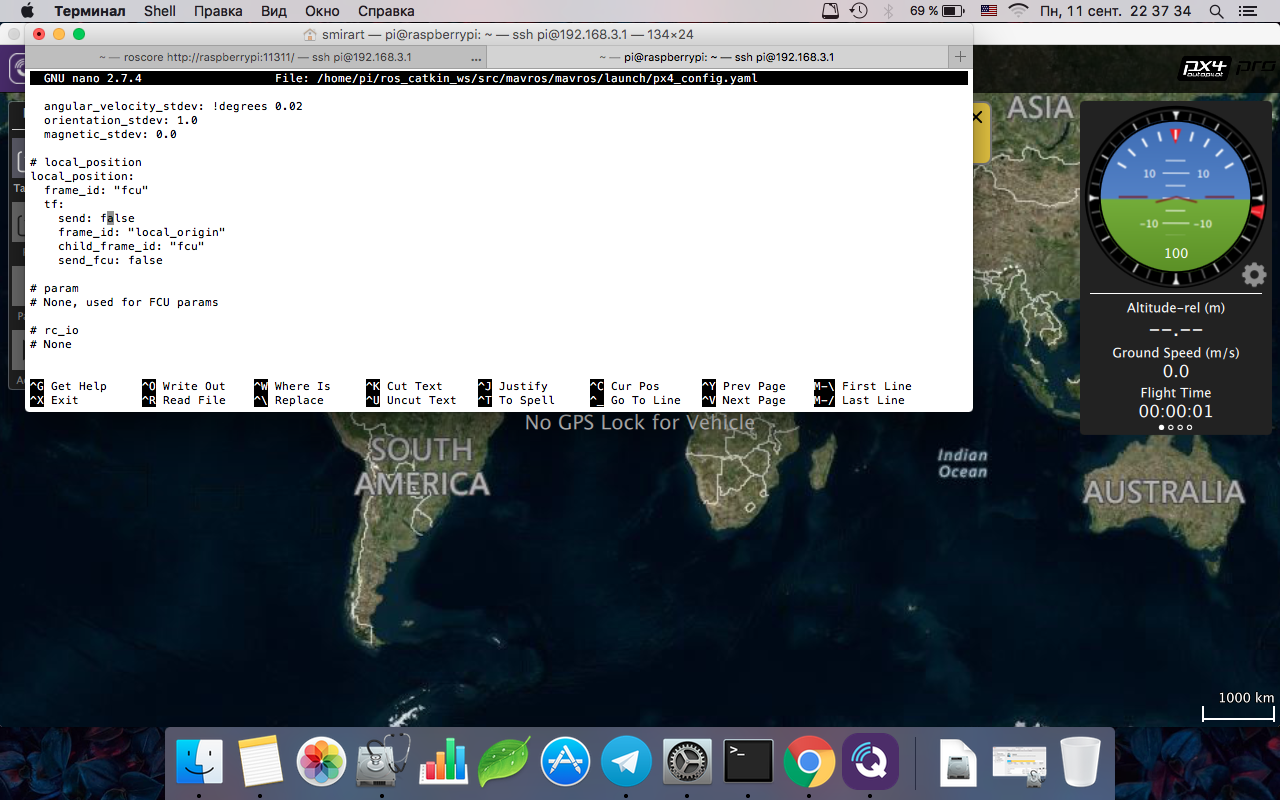 Терминал Shell Правка Вид Окно Справка 69 % Пн, 11 сент. 22 37 34
smirart — pi@raspberrypi: ~ — ssh pi@192.168.3.1 — 134×24
~ — roscore http://raspberrypi:11311/ — ssh pi@192.168.3.1 ... ~ — pi@raspberrypi: ~ — ssh pi@192.168.3.1 +
GNU nano 2.7.4 File: /home/pi/ros_catkin_ws/src/mavros/mavros/launch/px4_config.yaml
angular_velocity_stdev: !degrees 0.02
orientation_stdev: 1.0
magnetic_stdev: 0.0
# local_position
local_position:
frame_id: "fcu"
tf:
send: false
frame_id: "local_origin"
child_frame_id: "fcu"
send_fcu: false
# param
# None, used for FCU params
# rc_io
# None
^G Get Help ^O Write Out ^W Where Is ^K Cut Text ^J Justify ^C Cur Pos ^Y Prev Page M-\ First Line
^X Exit ^R Read File ^\ Replace ^U Uncut Text ^T To Spell ^_ Go To Line ^V Next Page M-/ Last Line
px4 pro
autopilot
ASIA
10 10
-10 -10
100
Altitude-rel (m)
--.--
Ground Speed (m/s)
0.0
Flight Time
00:00:01
No GPS Lock for Vehicle
SOUTH
AMERICA
Indian
Ocean
AUSTRALIA
1000 km
>_